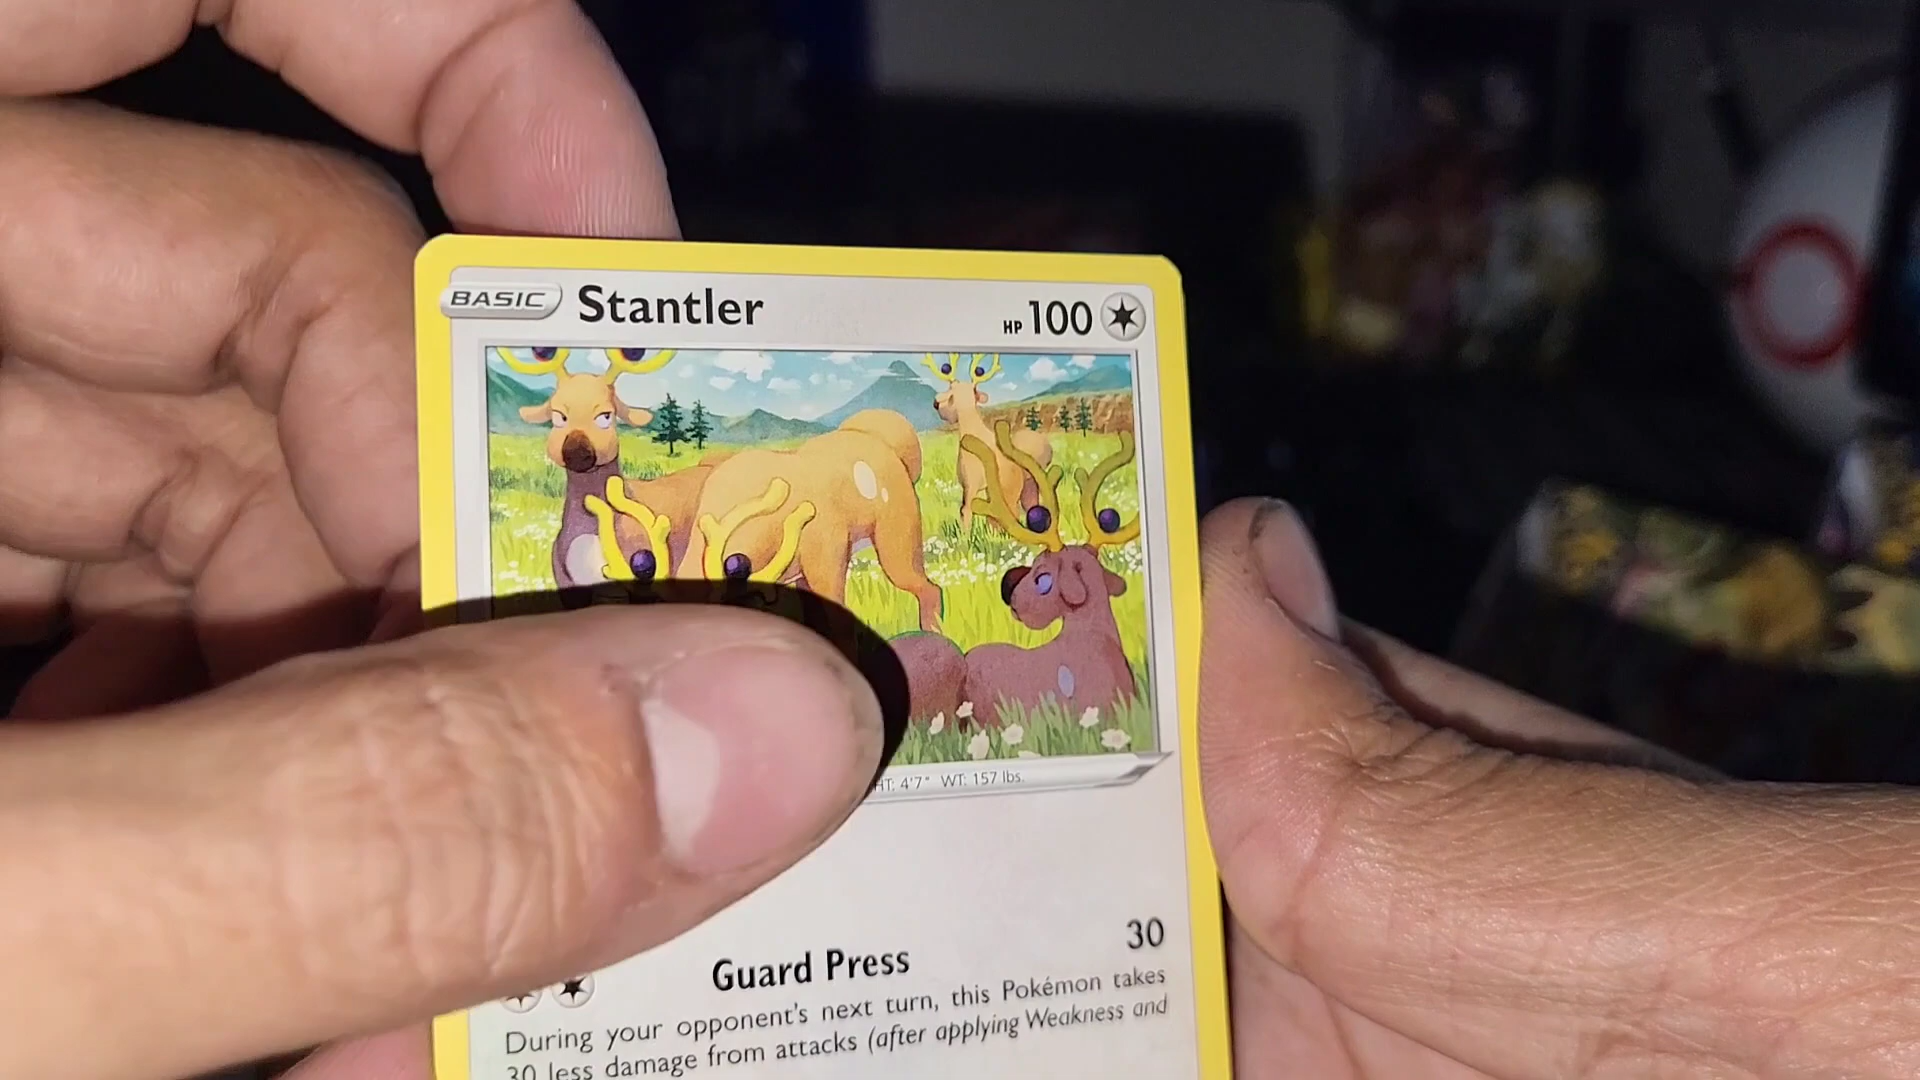 BASIC Stantler HP 100
HT: 4'7" WT: 157 lbs.
Guard Press 30
During your opponent's next turn, this Pokémon takes
30 less damage from attacks (after applying Weakness and